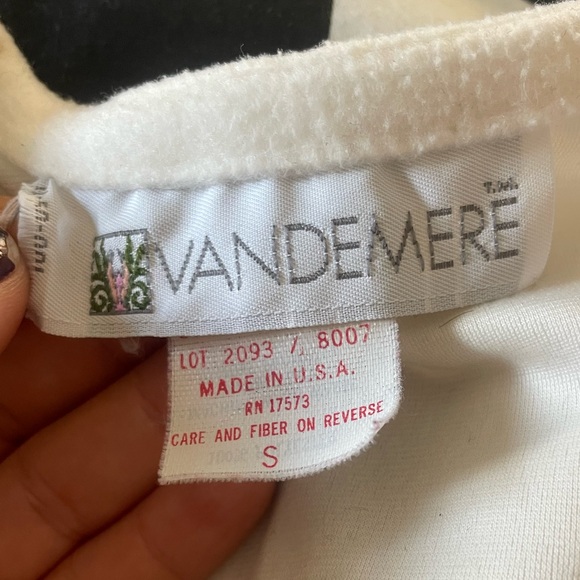 T.M.
VANDEMERE
LOT 2093 / 8007
MADE IN U.S.A.
RN 17573
CARE AND FIBER ON REVERSE
S